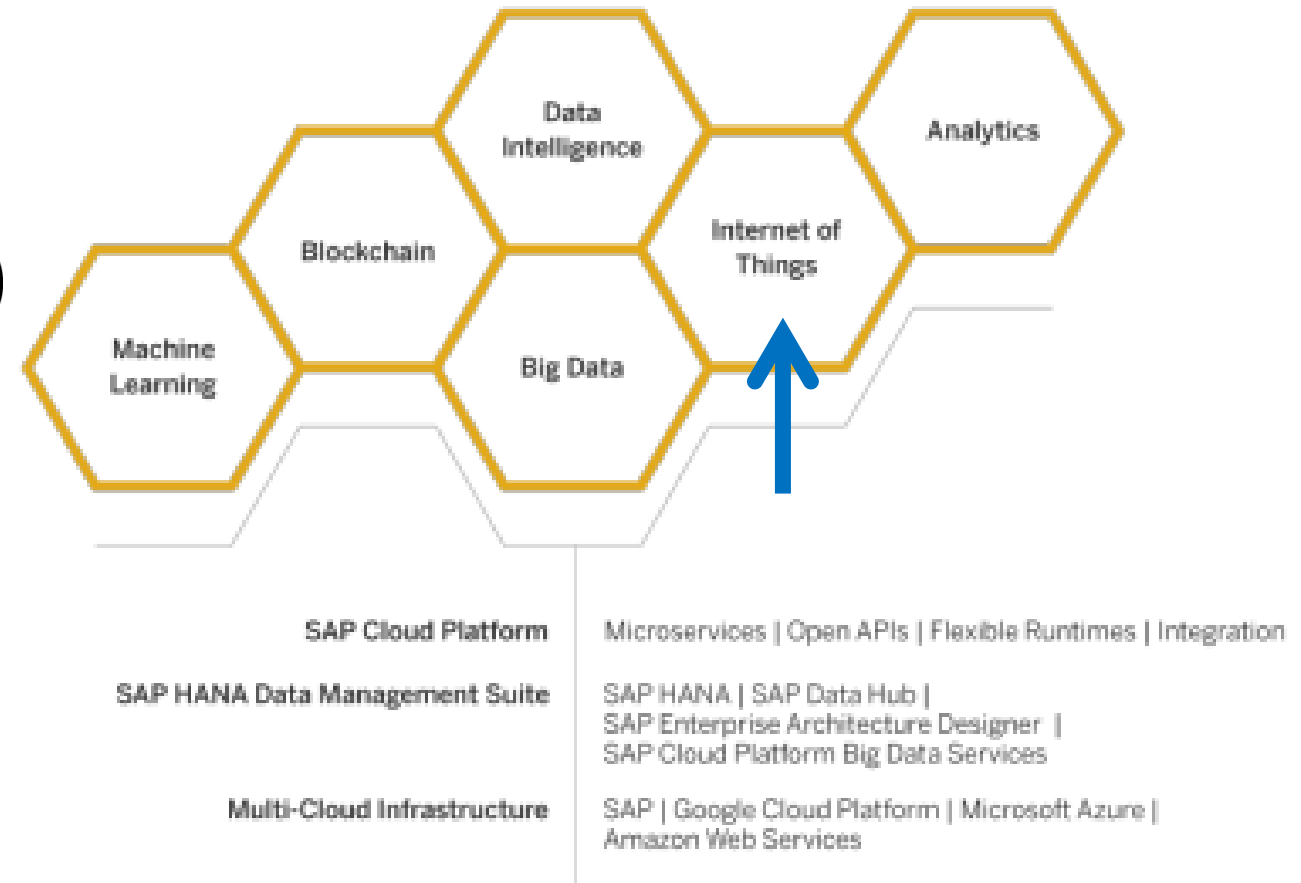 Data
Intelligence
Analytics
Blockchain
Internet of
Things
Machine
Learning
Big Data
SAP Cloud Platform
Microservices | Open APIs | Flexible Runtimes | Integration
SAP HANA Data Management Suite
SAP HANA | SAP Data Hub |
SAP Enterprise Architecture Designer |
SAP Cloud Platform Big Data Services
Multi-Cloud Infrastructure
SAP | Google Cloud Platform | Microsoft Azure |
Amazon Web Services